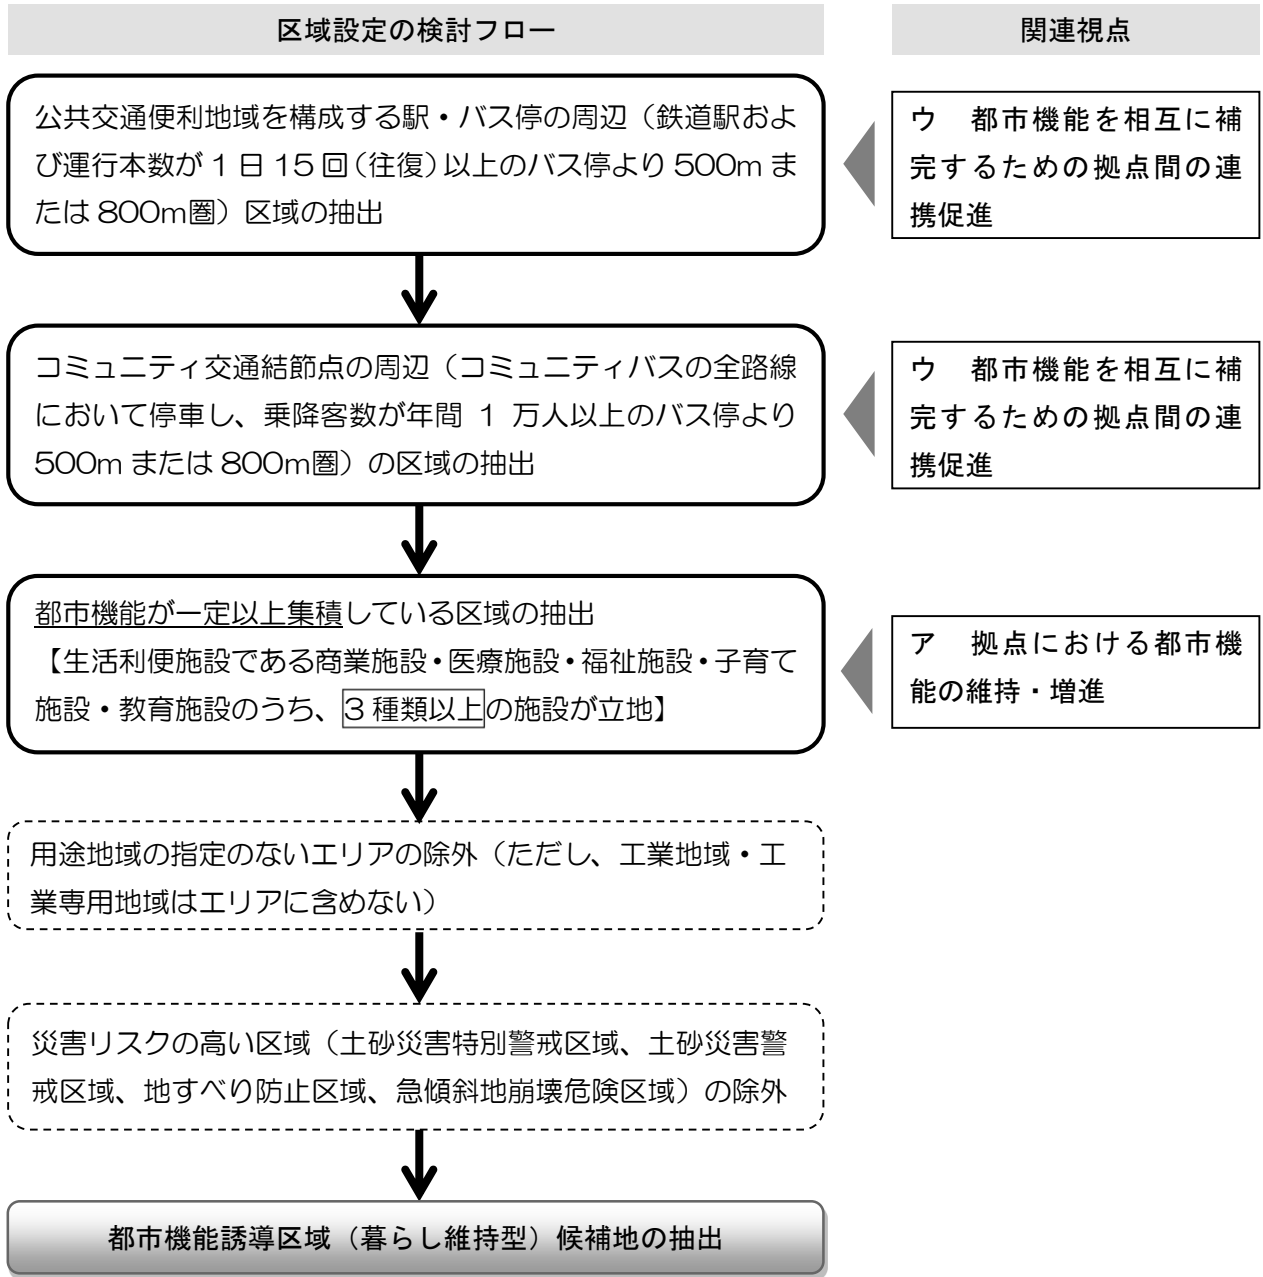 区域設定の検討フロー
関連視点
公共交通便利地域を構成する駅・バス停の周辺（鉄道駅およ
び運行本数が1日15回（往復）以上のバス停より500mま
たは800m圏）区域の抽出
ウ　都市機能を相互に補
完するための拠点間の連
携促進
コミュニティ交通結節点の周辺（コミュニティバスの全路線
において停車し、乗降客数が年間 1 万人以上のバス停より
500mまたは800m圏）の区域の抽出
ウ　都市機能を相互に補
完するための拠点間の連
携促進
都市機能が一定以上集積している区域の抽出
【生活利便施設である商業施設・医療施設・福祉施設・子育て
施設・教育施設のうち、3種類以上の施設が立地】
ア　拠点における都市機
能の維持・増進
用途地域の指定のないエリアの除外（ただし、工業地域・工
業専用地域はエリアに含めない）
災害リスクの高い区域（土砂災害特別警戒区域、土砂災害警
戒区域、地すべり防止区域、急傾斜地崩壊危険区域）の除外
都市機能誘導区域（暮らし維持型）候補地の抽出